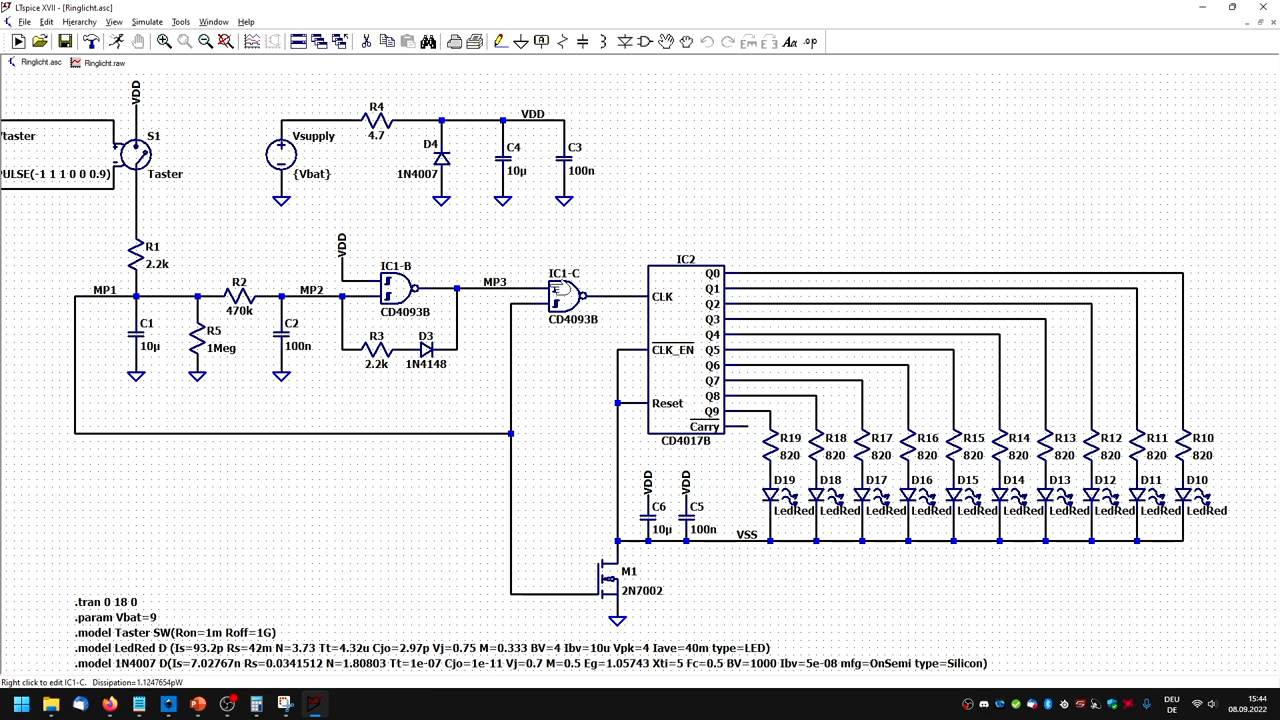 LTspice XVII - [Ringlicht.asc]
File Edit Hierarchy View Simulate Tools Window Help
Ringlicht.asc Ringlicht.raw
VDD
R4
4.7
VDD
taster
S1
Vsupply
D4
C4
C3
PULSE(-1 1 1 0 0 0.9)
Taster
{Vbat}
1N4007
10µ
100n
R1
2.2k
VDD
IC1-B
IC1-C
IC2
MP1
R2
470k
MP2
CD4093B
MP3
CD4093B
CLK
Q0
Q1
Q2
Q3
Q4
Q5
Q6
Q7
Q8
Q9
Carry
CLK_EN
Reset
CD4017B
C1
10µ
R5
1Meg
C2
100n
R3
2.2k
D3
1N4148
R19 R18 R17 R16 R15 R14 R13 R12 R11 R10
820 820 820 820 820 820 820 820 820 820
D19 D18 D17 D16 D15 D14 D13 D12 D11 D10
LedRed LedRed LedRed LedRed LedRed LedRed LedRed LedRed LedRed LedRed
VDD VDD
C6 C5
10µ 100n
VSS
M1
2N7002
.tran 0 18 0
.param Vbat=9
.model Taster SW(Ron=1m Roff=1G)
.model LedRed D (Is=93.2p Rs=42m N=3.73 Tt=4.32u Cjo=2.97p Vj=0.75 M=0.333 BV=4 Ibv=10u Vpk=4 Iave=40m type=LED)
.model 1N4007 D(Is=7.02767n Rs=0.0341512 N=1.80803 Tt=1e-07 Cjo=1e-11 Vj=0.7 M=0.5 Eg=1.05743 Xti=5 Fc=0.5 BV=1000 Ibv=5e-08 mfg=OnSemi type=Silicon)
Right click to edit IC1-C. Dissipation=1.1247654pW
DEU
DE
15:44
08.09.2022